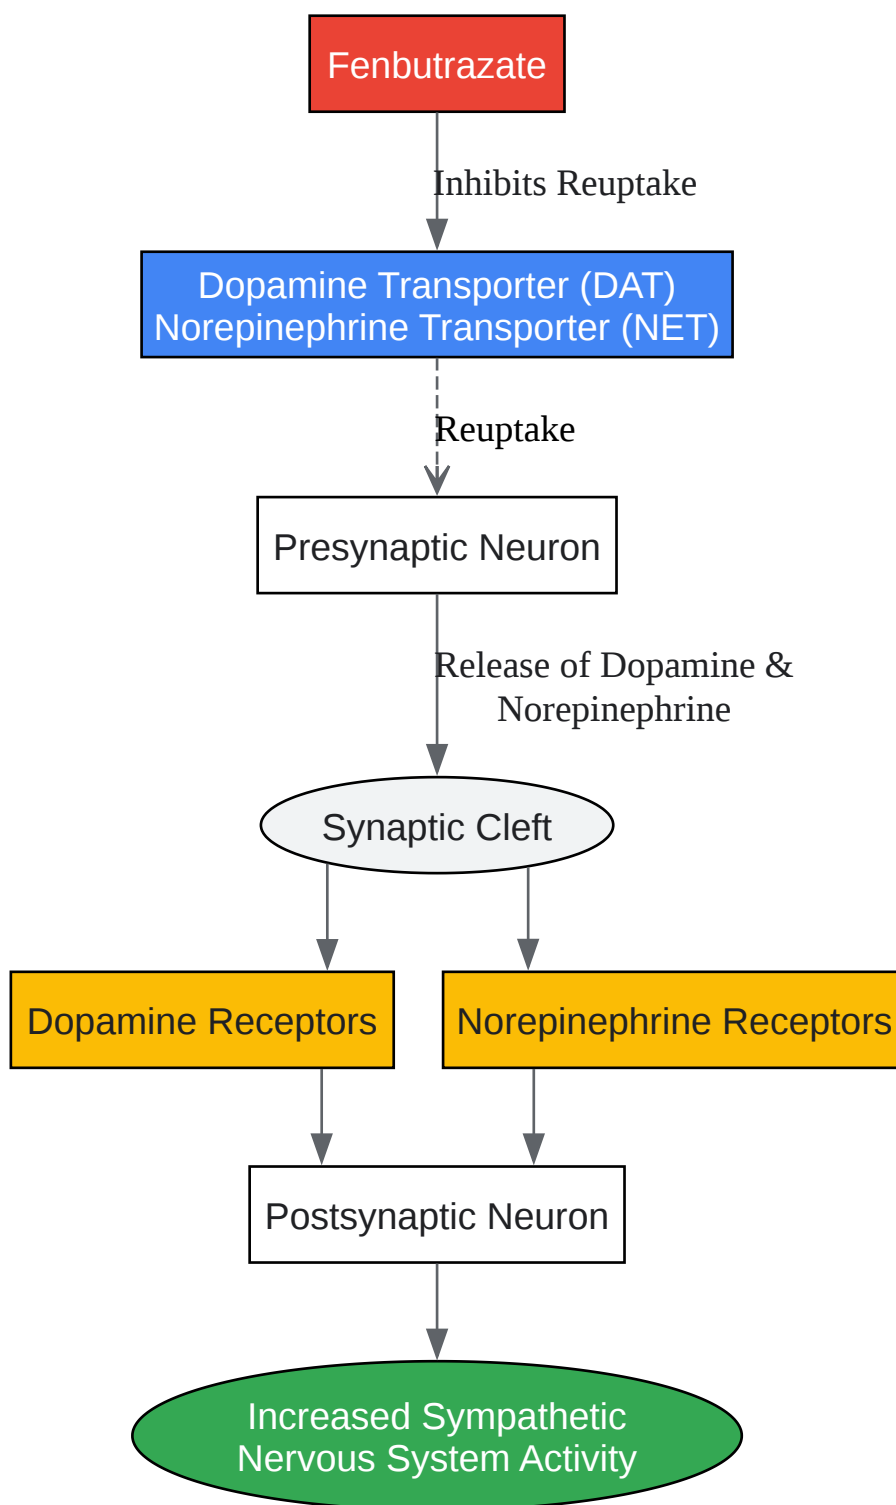 Fenbutrazate
Inhibits Reuptake
Dopamine Transporter (DAT)
Norepinephrine Transporter (NET)
Reuptake
Presynaptic Neuron
Release of Dopamine &
Norepinephrine
Synaptic Cleft
Dopamine Receptors
Norepinephrine Receptors
Postsynaptic Neuron
Increased Sympathetic
Nervous System Activity